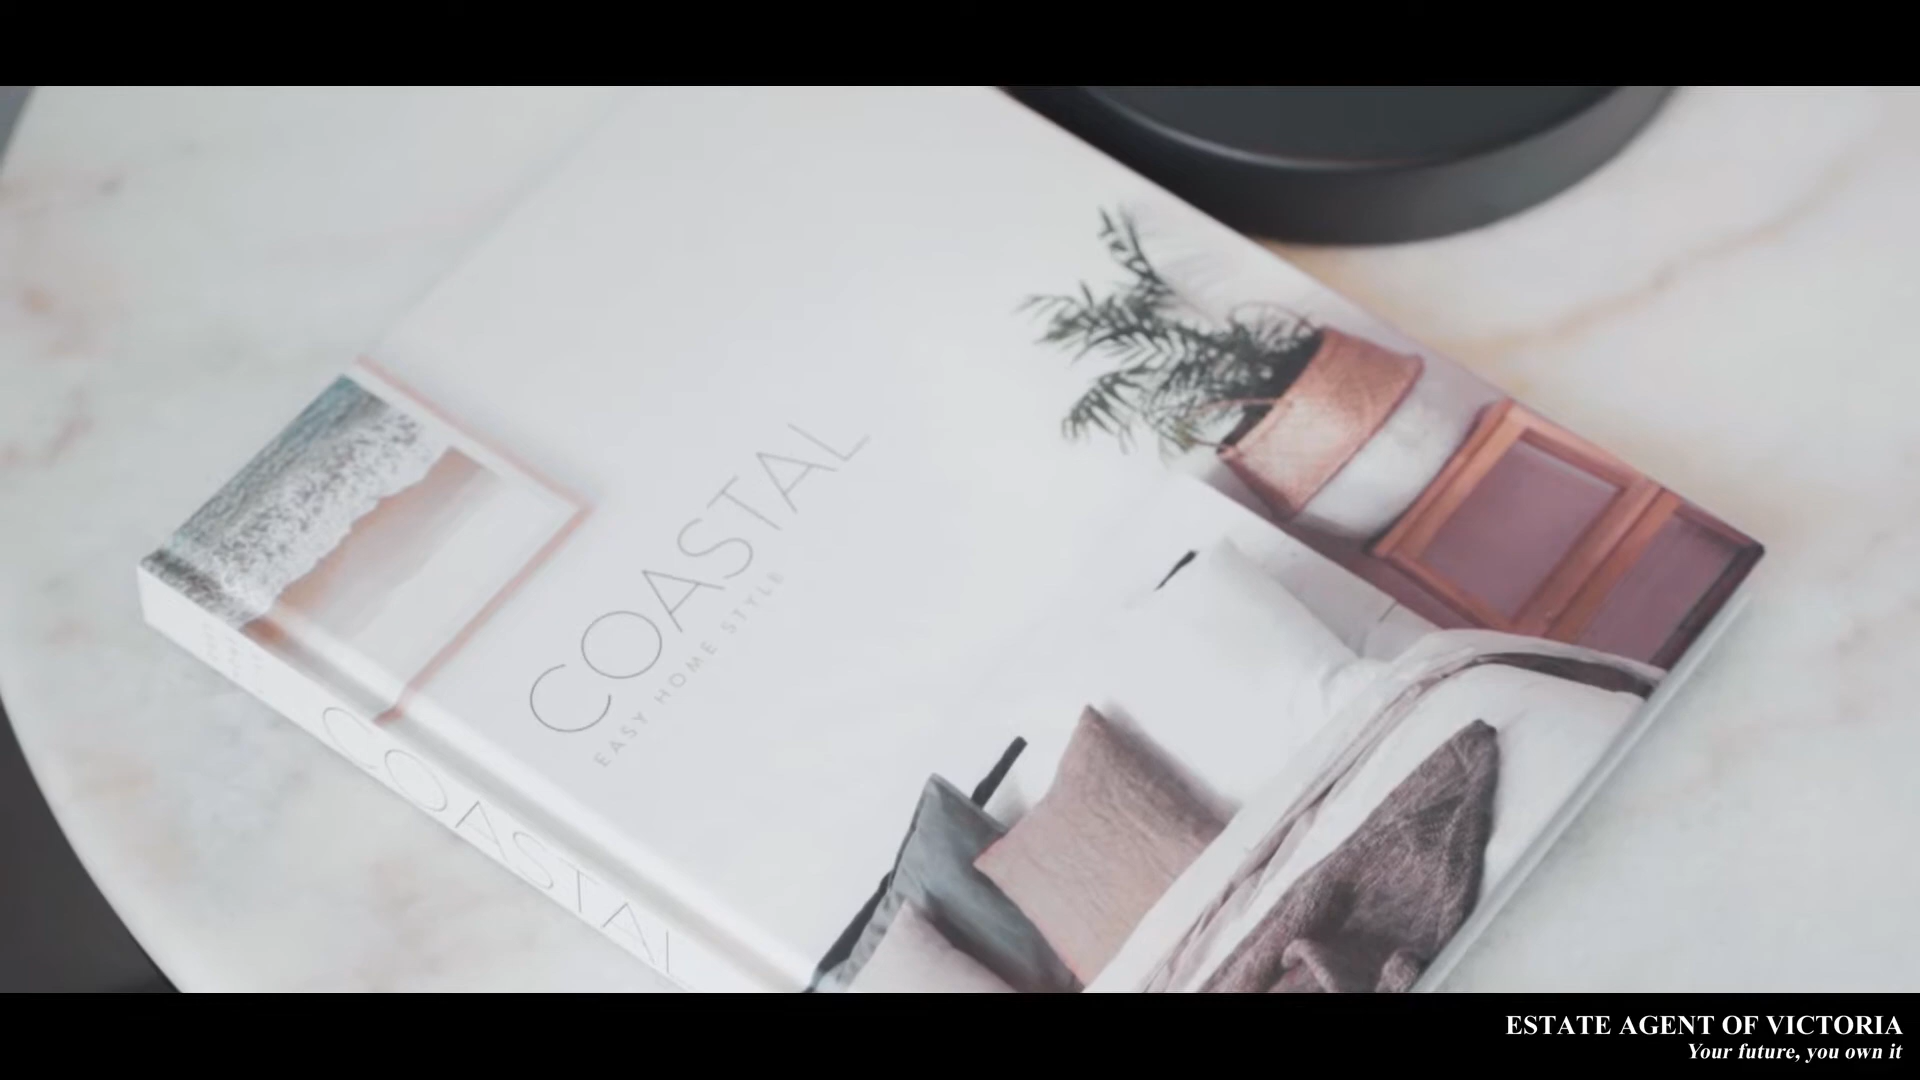 COASTAL
EASY HOME STYLE
COASTAL
ESTATE AGENT OF VICTORIA
Your future, you own it